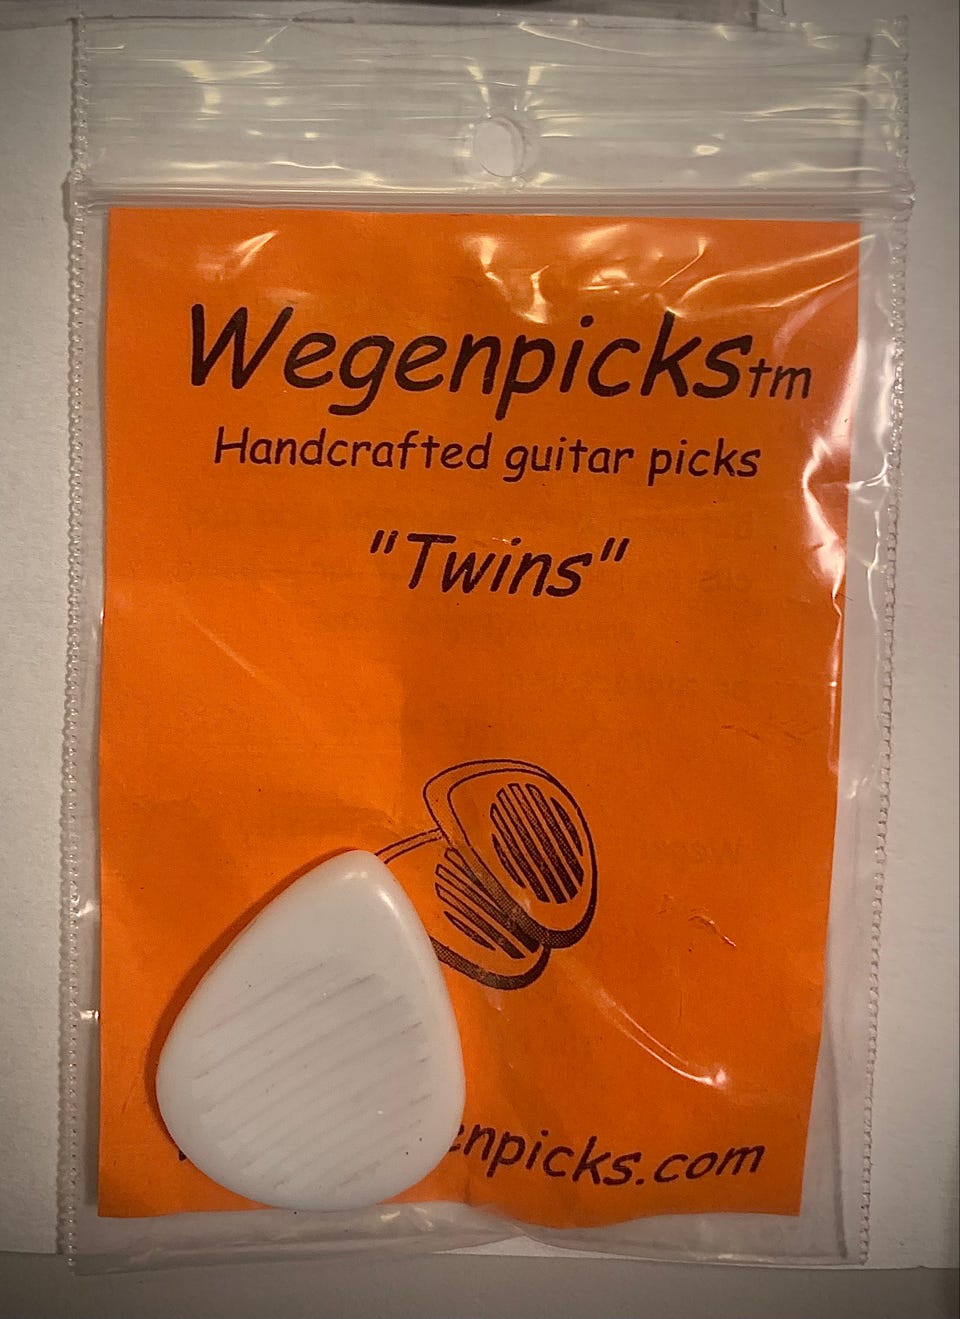 Wegenpickstm
Handcrafted guitar picks
"Twins"
enpicks.com